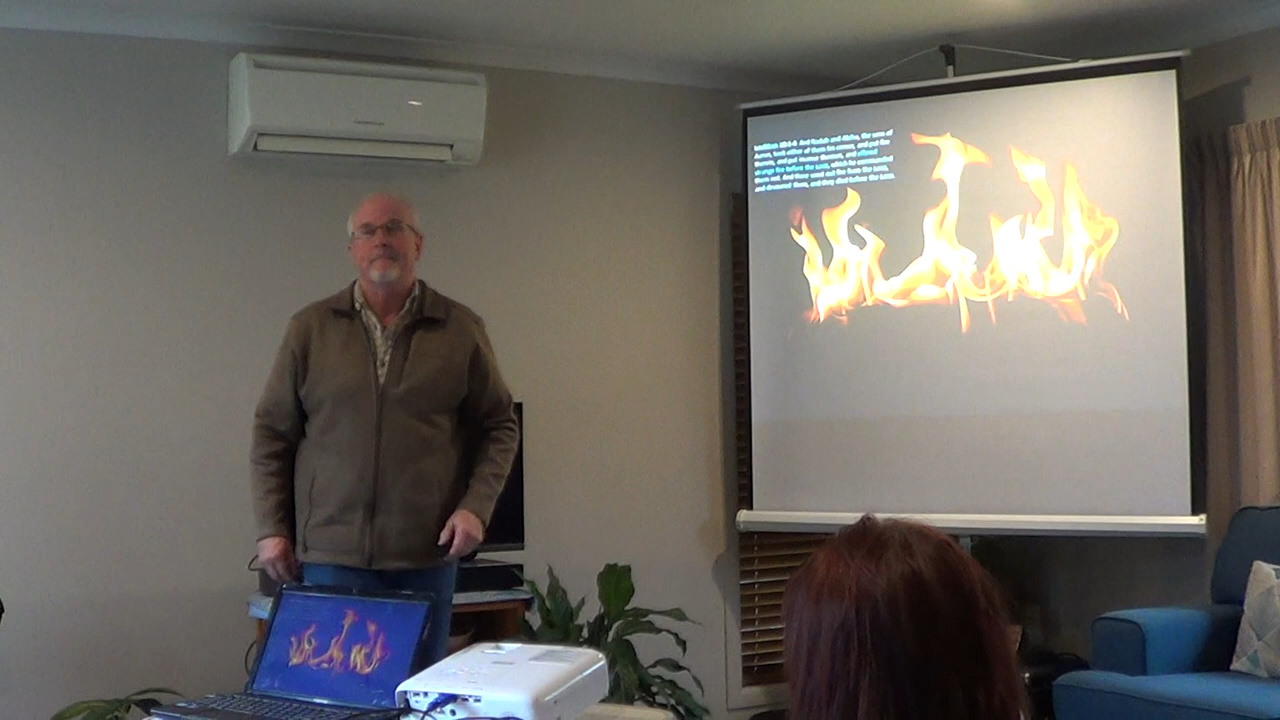 Leviticus 10:1-2 And Nadab and Abihu, the sons of
Aaron, took either of them his censer, and put fire
therein, and put incense thereon, and offered
strange fire before the LORD, which he commanded
them not. And there went out fire from the LORD,
and devoured them, and they died before the LORD.